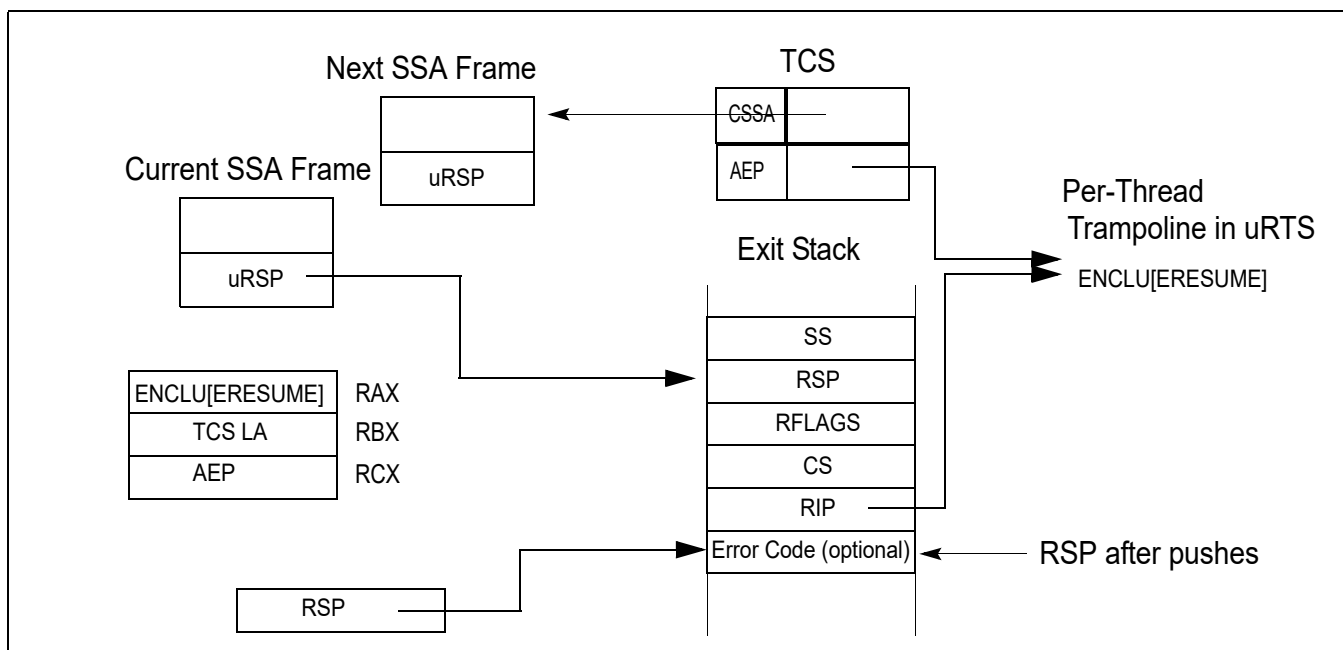 Next SSA Frame
TCS
CSSA
Current SSA Frame
uRSP
AEP
Per-Thread
Trampoline in uRTS
Exit Stack
uRSP
ENCLU[ERESUME]
SS
ENCLU[ERESUME] RAX
RSP
TCS LA RBX
RFLAGS
AEP RCX
CS
RIP
Error Code (optional)
RSP after pushes
RSP